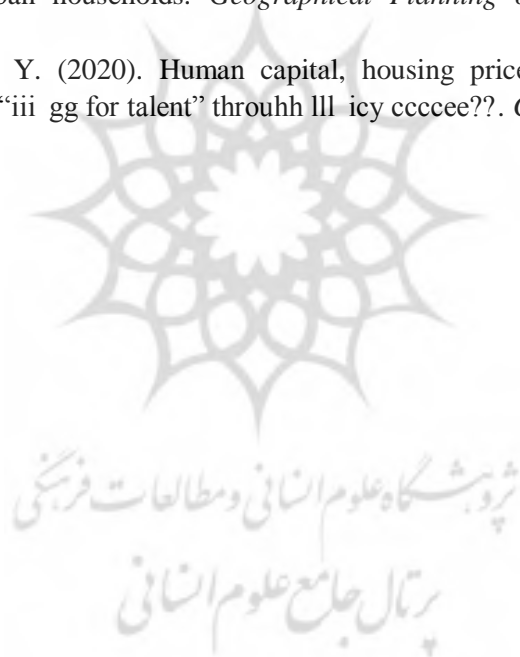 households. Geographical Planning
Y. (2020). Human capital, housing price
“iii gg for talent” throuhh lll icy ccccee??.
پژوهشگاه علوم انسانی و مطالعات فرهنگی
پرتال جامع علوم انسانی